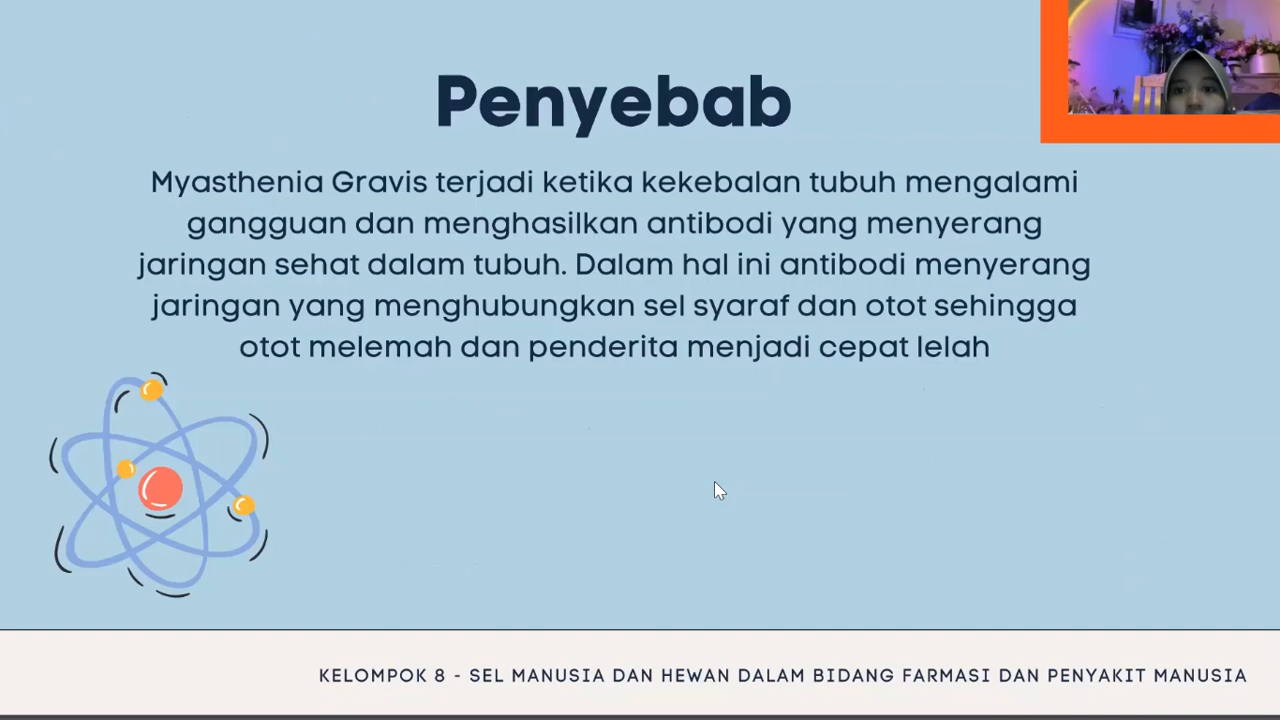 Penyebab
Myasthenia Gravis terjadi ketika kekebalan tubuh mengalami
gangguan dan menghasilkan antibodi yang menyerang
jaringan sehat dalam tubuh. Dalam hal ini antibodi menyerang
jaringan yang menghubungkan sel syaraf dan otot sehingga
otot melemah dan penderita menjadi cepat lelah
KELOMPOK 8 - SEL MANUSIA DAN HEWAN DALAM BIDANG FARMASI DAN PENYAKIT MANUSIA